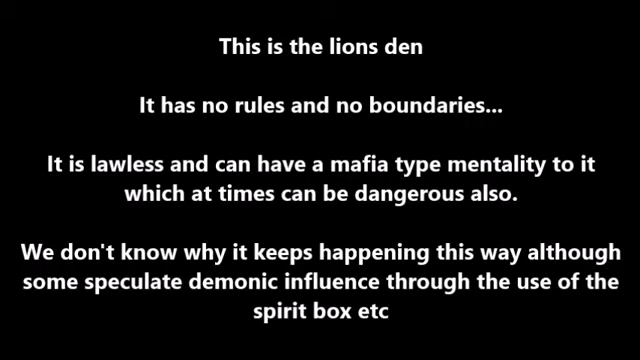 This is the lions den
It has no rules and no boundaries...
It is lawless and can have a mafia type mentality to it
which at times can be dangerous also.
We don't know why it keeps happening this way although
some speculate demonic influence through the use of the
spirit box etc